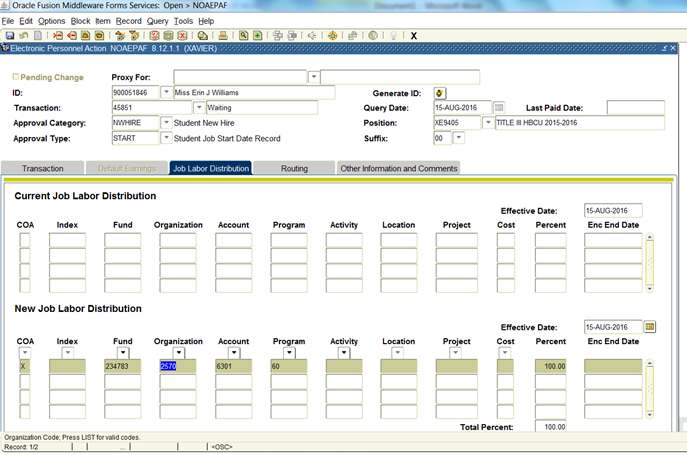 Oracle Fusion Middleware Forms Services: Open > NOAEPAF
File Edit Options Block Item Record Query Tools Help
X
Electronic Personnel Action NOAEPAF 8.12.1.1 (XAVIER)
Pending Change Proxy For:
ID: 900051846 Miss Erin J Williams Generate ID:
Transaction: 45851 Waiting Query Date: 15-AUG-2016 Last Paid Date:
Approval Category: NWHIRE Student New Hire Position: XE9405 TITLE III HBCU 2015-2016
Approval Type: START Student Job Start Date Record Suffix: 00
Transaction Default Earnings Job Labor Distribution Routing Other Information and Comments
Current Job Labor Distribution
Effective Date: 15-AUG-2016
COA Index Fund Organization Account Program Activity Location Project Cost Percent Enc End Date
New Job Labor Distribution
Effective Date: 15-AUG-2016
COA Index Fund Organization Account Program Activity Location Project Cost Percent Enc End Date
X 234783 2570 6301 60 100.00
Total Percent: 100.00
Organization Code; Press LIST for valid codes.
Record: 1/2 ... <OSC>